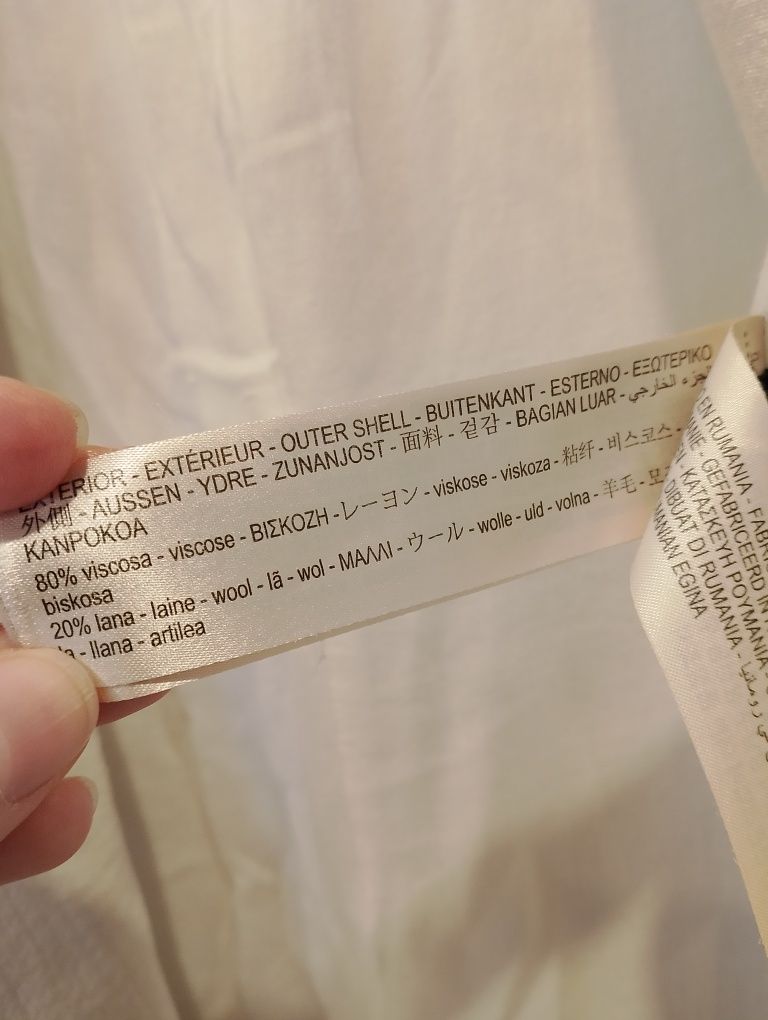 EXTERIOR - EXTÉRIEUR - OUTER SHELL - BUITENKANT - ESTERNO - ΕΞΩΤΕΡΙΚΟ
外側 - AUSSEN - YDRE - ZUNANJOST - 面料 - 겉감 - BAGIAN LUAR - الجزء الخارجي
KANPOKOA
80% viscosa - viscose - ΒΙΣΚΟΖΗ - レーヨン - viskose - viskoza - 粘纤 - 비스코스 -
biskosa
20% lana - laine - wool - lã - wol - ΜΑΛΛΙ - ウール - wolle - uld - volna - 羊毛 -
- llana - artilea
EN RUMANIA -
- GEFABRICEERD IN
ΚΑΤΑΣΚΕΥΗ ΡΟΥΜΑΝΙΑ -
DIBUAT DI RUMANIA -
EGINA